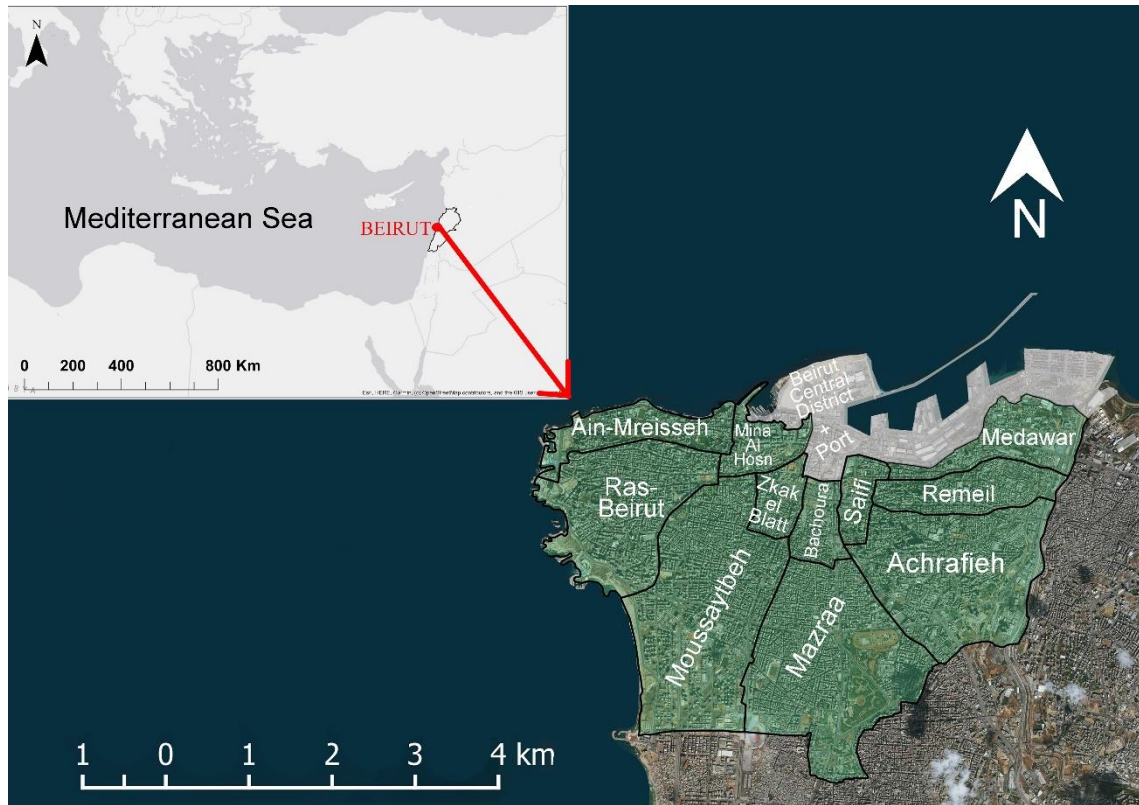 N
Mediterranean Sea
BEIRUT
0 200 400 800 Km
N
Beirut
Central
District
+
Port
Ain-Mreisseh
Mina
Al
Hosn
Medawar
Ras-
Beirut
Zkak
el
Blatt
Bachoura
Saifi
Remeil
Achrafieh
Moussaytbeh
Mazraa
1 0 1 2 3 4 km